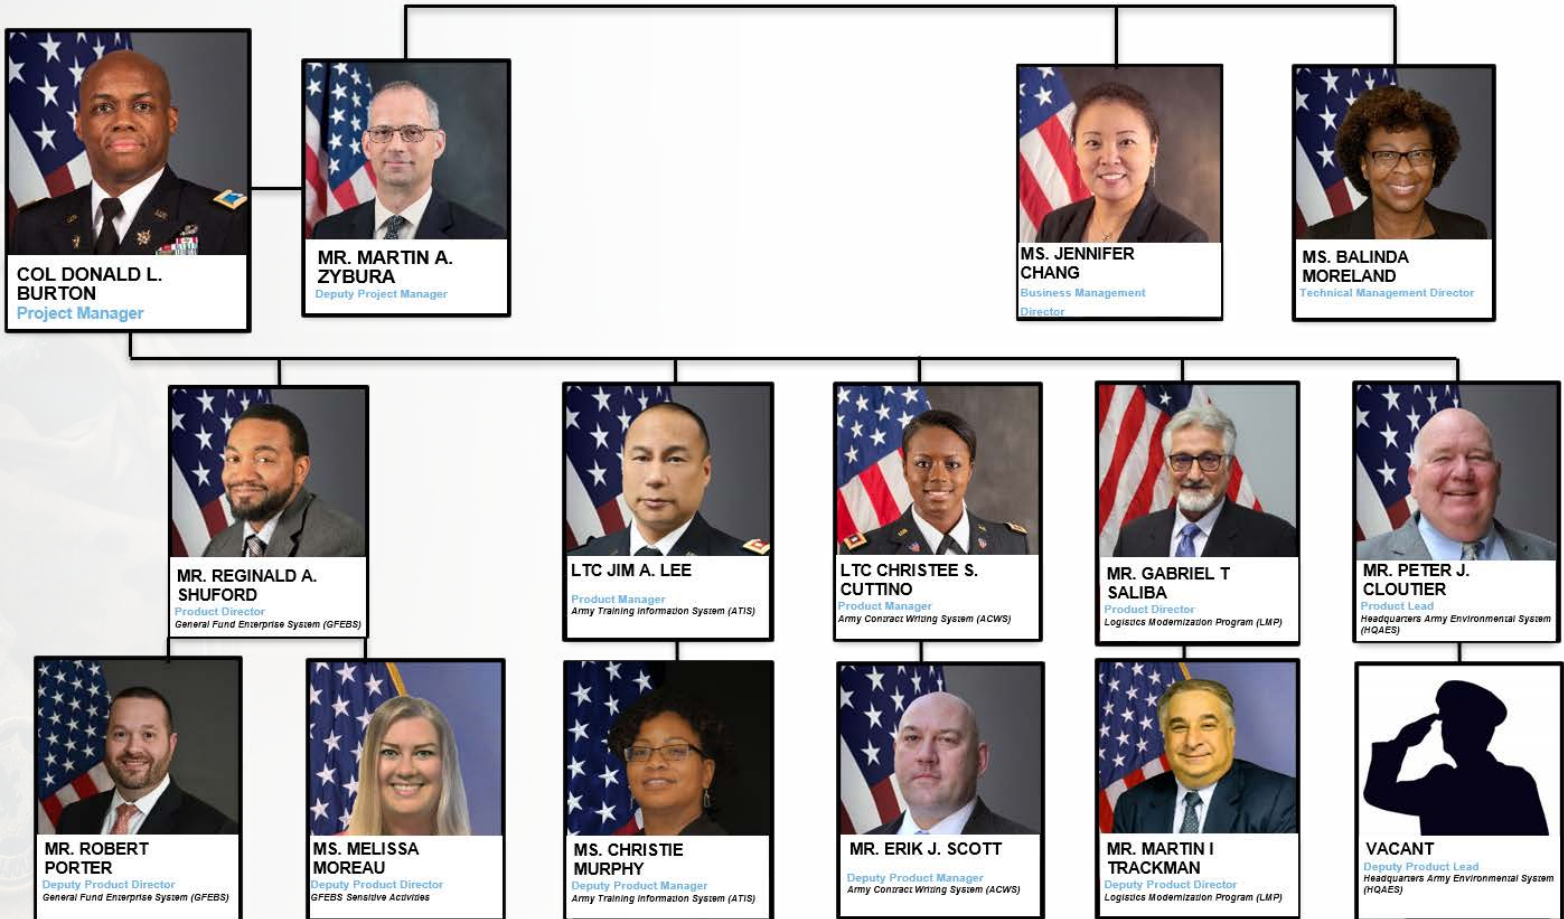 COL DONALD L.
BURTON
Project Manager
MR. MARTIN A.
ZYBURA
Deputy Project Manager
MS. JENNIFER
CHANG
Business Management
Director
MS. BALINDA
MORELAND
Technical Management Director
MR. REGINALD A.
SHUFORD
Product Director
General Fund Enterprise System (GFEBS)
LTC JIM A. LEE
Product Manager
Army Training Information System (ATIS)
LTC CHRISTEE S.
CUTTINO
Product Manager
Army Contract Writing System (ACWS)
MR. GABRIEL T
SALIBA
Product Director
Logistics Modernization Program (LMP)
MR. PETER J.
CLOUTIER
Product Lead
Headquarters Army Environmental System
(HQAES)
MR. ROBERT
PORTER
Deputy Product Director
General Fund Enterprise System (GFEBS)
MS. MELISSA
MOREAU
Deputy Product Director
GFEBS Sensitive Activities
MS. CHRISTIE
MURPHY
Deputy Product Manager
Army Training Information System (ATIS)
MR. ERIK J. SCOTT
Deputy Product Manager
Army Contract Writing System (ACWS)
MR. MARTIN I
TRACKMAN
Deputy Product Director
Logistics Modernization Program (LMP)
VACANT
Deputy Product Lead
Headquarters Army Environmental System
(HQAES)